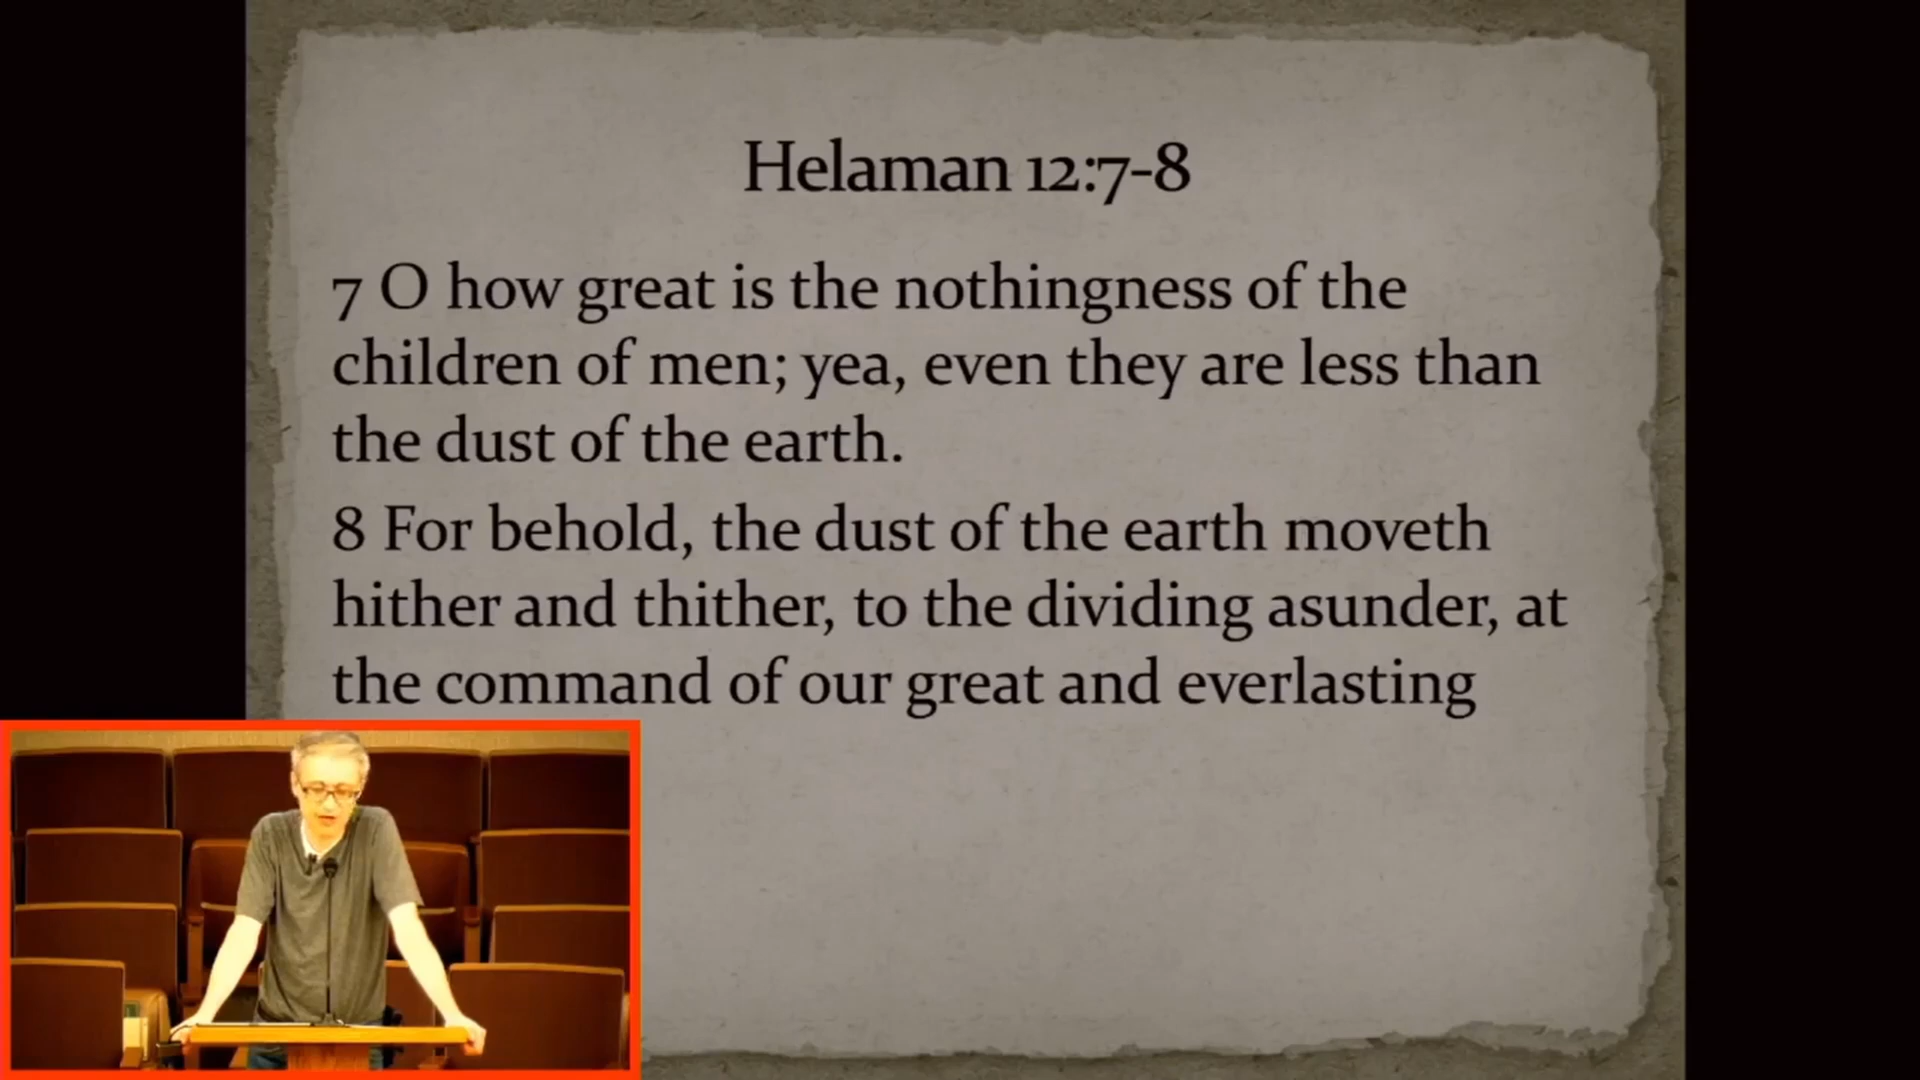 Helaman 12:7-8
7 O how great is the nothingness of the
children of men; yea, even they are less than
the dust of the earth.
8 For behold, the dust of the earth moveth
hither and thither, to the dividing asunder, at
the command of our great and everlasting